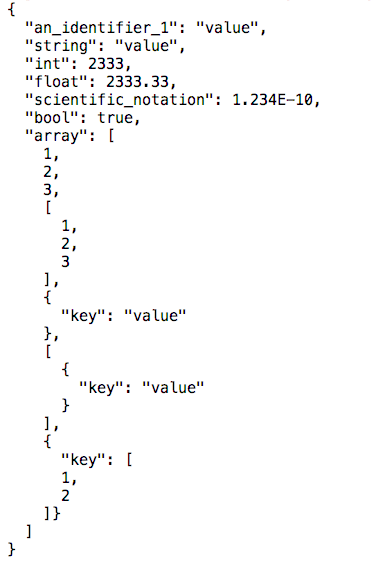 {
  "an_identifier_1": "value",
  "string": "value",
  "int": 2333,
  "float": 2333.33,
  "scientific_notation": 1.234E-10,
  "bool": true,
  "array": [
    1,
    2,
    3,
    [
      1,
      2,
      3
    ],
    {
      "key": "value"
    },
    [
      {
        "key": "value"
      }
    ],
    {
      "key": [
      1,
      2
    ]}
  ]
}